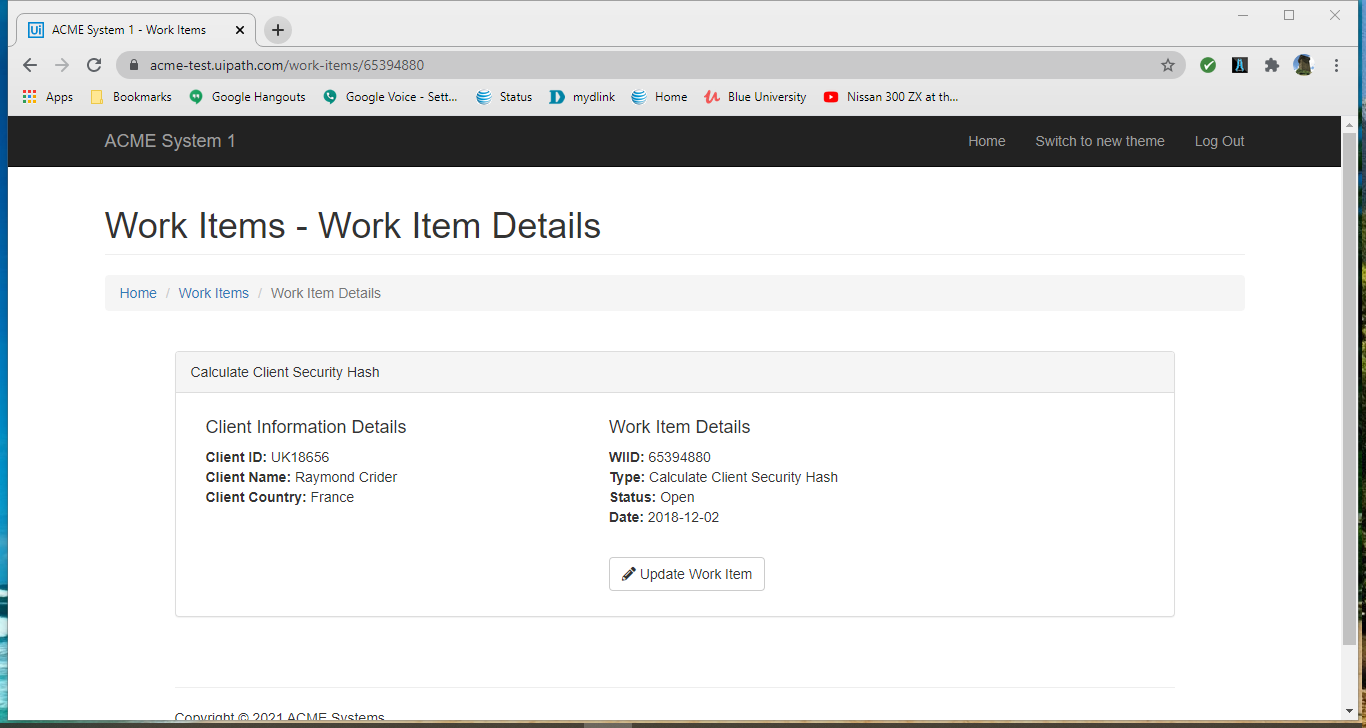 Ui ACME System 1 - Work Items
acme-test.uipath.com/work-items/65394880
Apps Bookmarks Google Hangouts Google Voice - Sett... Status mydlink Home Blue University Nissan 300 ZX at th...
ACME System 1 Home Switch to new theme Log Out
Work Items - Work Item Details
Home / Work Items / Work Item Details
Calculate Client Security Hash
Client Information Details
Client ID: UK18656
Client Name: Raymond Crider
Client Country: France
Work Item Details
WIID: 65394880
Type: Calculate Client Security Hash
Status: Open
Date: 2018-12-02
Update Work Item
Copyright © 2021 ACME Systems